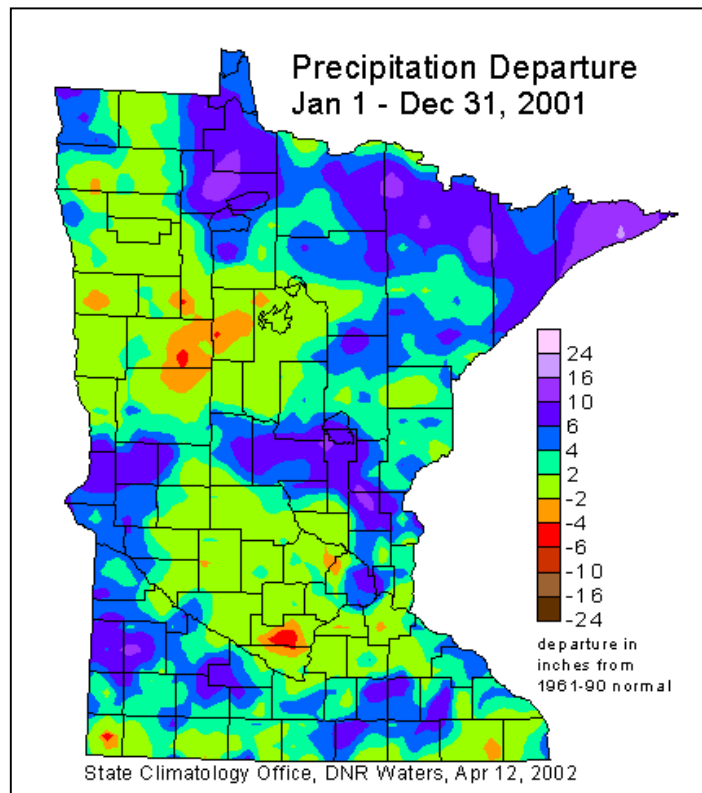 Precipitation Departure
Jan 1 - Dec 31, 2001
24
16
10
6
4
2
-2
-4
-6
-10
-16
-24
departure in
inches from
1961-90 normal
State Climatology Office, DNR Waters, Apr 12, 2002